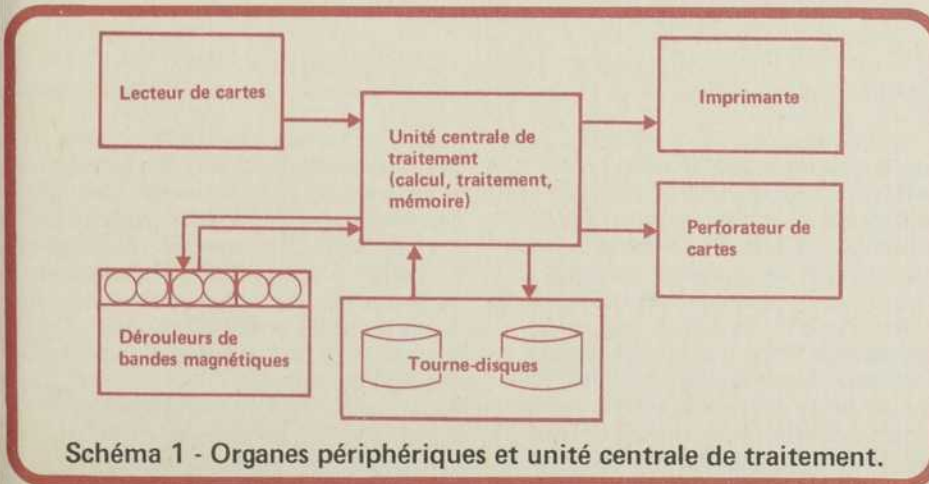 Lecteur de cartes
Imprimante
Unité centrale de
traitement
(calcul, traitement,
mémoire)
Perforateur de
cartes
Dérouleurs de
bandes magnétiques
Tourne-disques
Schéma 1 - Organes périphériques et unité centrale de traitement.